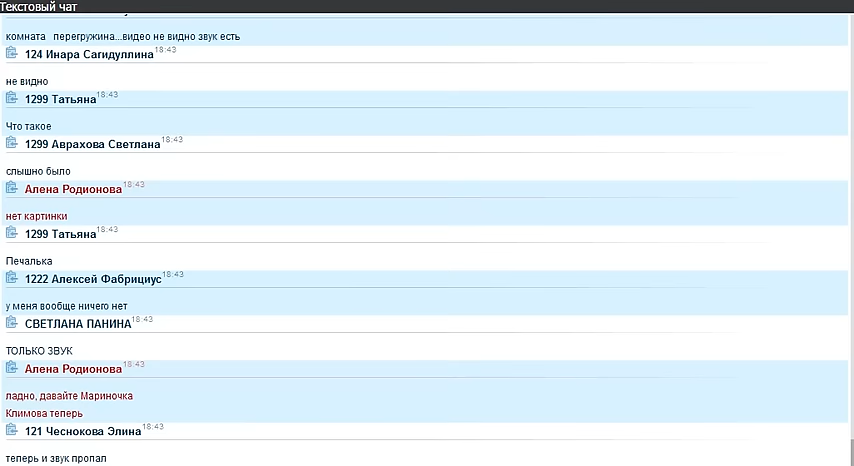 Текстовый чат
комната перегружина...видео не видно звук есть
124 Инара Сагидуллина 18:43
не видно
1299 Татьяна 18:43
Что такое
1299 Аврахова Светлана 18:43
слышно было
Алена Родионова 18:43
нет картинки
1299 Татьяна 18:43
Печалька
1222 Алексей Фабрициус 18:43
у меня вообще ничего нет
СВЕТЛАНА ПАНИНА 18:43
ТОЛЬКО ЗВУК
Алена Родионова 18:43
ладно, давайте Мариночка
Климова теперь
121 Чеснокова Элина 18:43
теперь и звук пропал